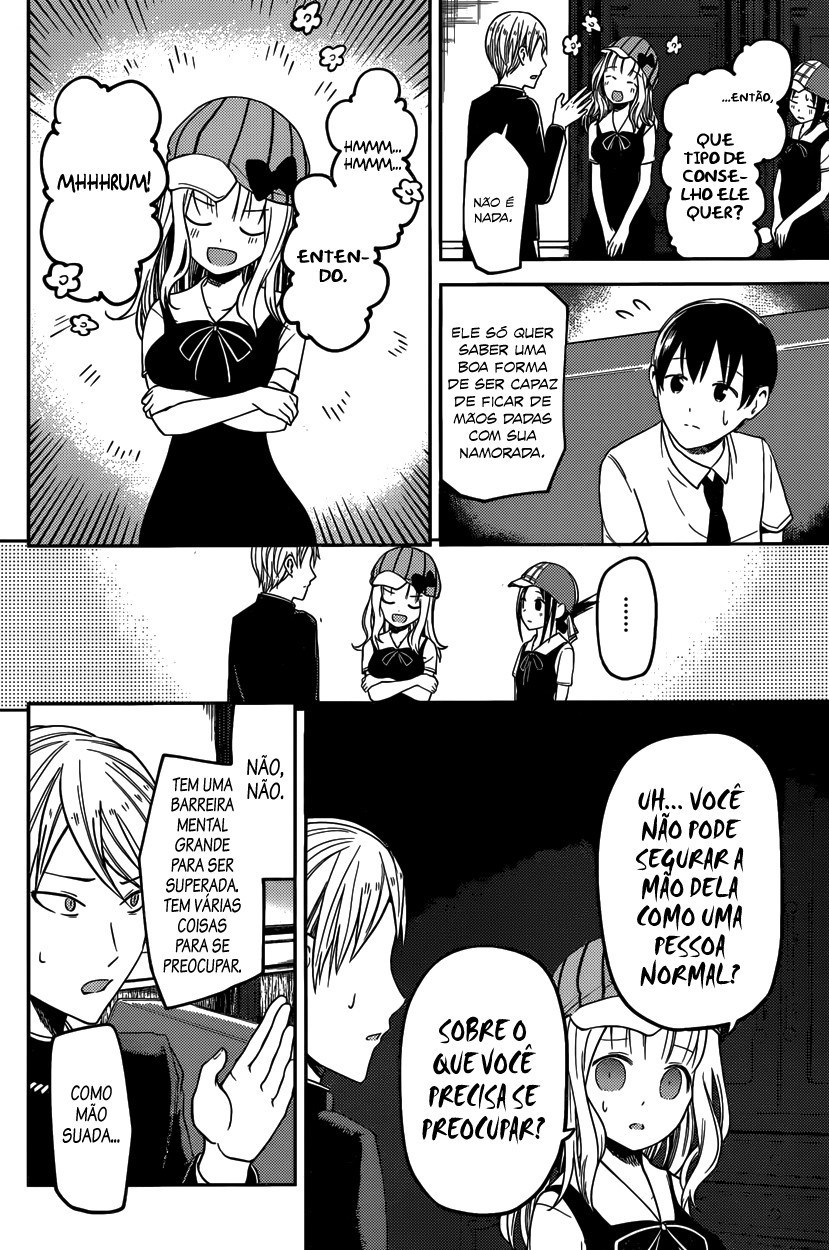 ...ENTÃO,
QUE
TIPO DE
CONSE-
LHO ELE
QUER?
NÃO É
NADA.
ELE SÓ QUER
SABER UMA
BOA FORMA
DE SER CAPAZ
DE FICAR DE
MÃOS DADAS
COM SUA
NAMORADA.
HMMM...
HMMM...
ENTEN-
DO.
MHHHRUM!
......
UH... VOCÊ
NÃO PODE
SEGURAR A
MÃO DELA
COMO UMA
PESSOA
NORMAL?
SOBRE O
QUE VOCÊ
PRECISA SE
PREOCUPAR?
NÃO,
NÃO.
TEM UMA
BARREIRA
MENTAL
GRANDE
PARA SER
SUPERADA.
TEM VÁRIAS
COISAS
PARA SE
PREOCUPAR.
COMO
MÃO
SUADA...